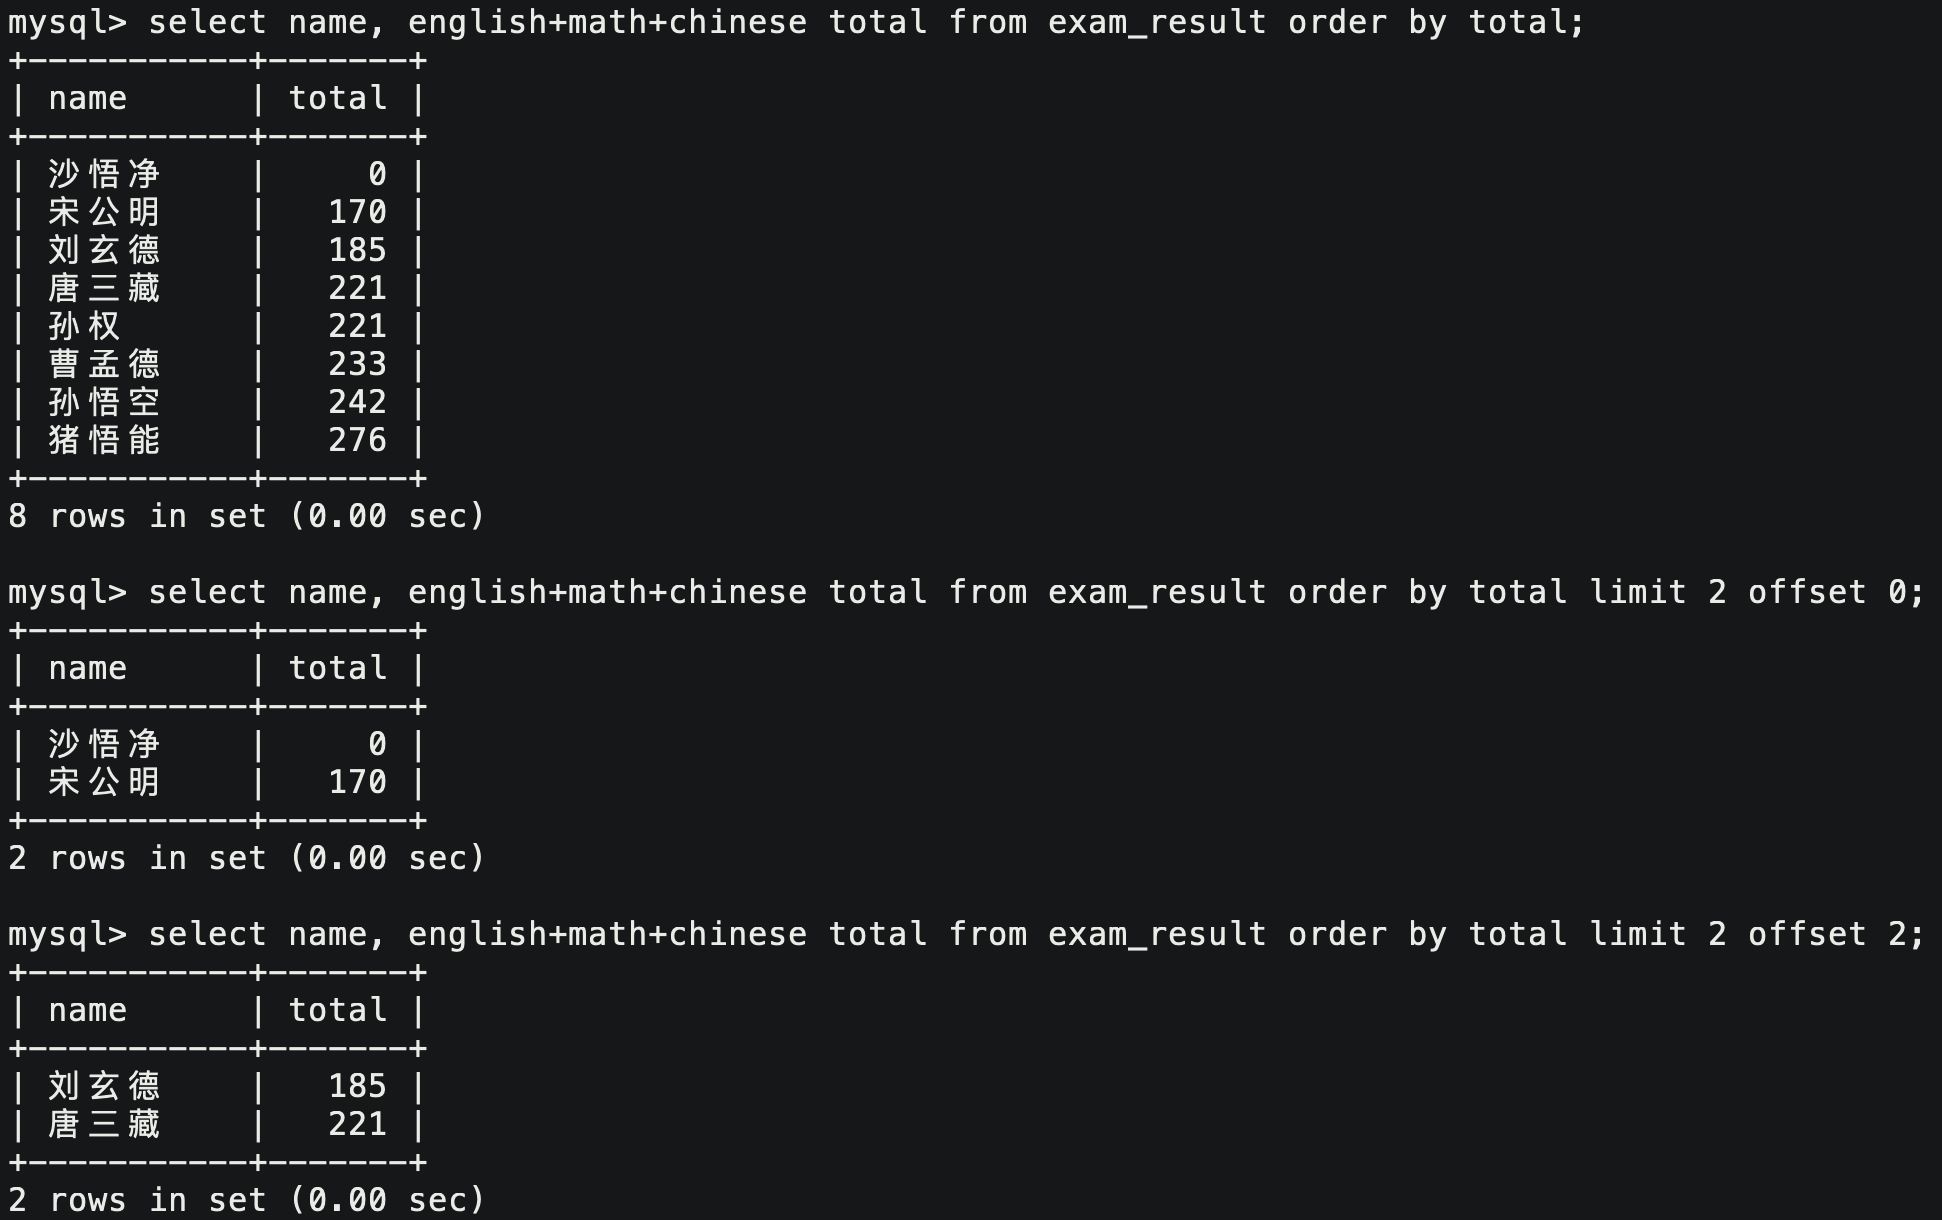 mysql> select name, english+math+chinese total from exam_result order by total;
+-----------+-------+
| name      | total |
+-----------+-------+
| 沙悟净    |     0 |
| 宋公明    |   170 |
| 刘玄德    |   185 |
| 唐三藏    |   221 |
| 孙权      |   221 |
| 曹孟德    |   233 |
| 孙悟空    |   242 |
| 猪悟能    |   276 |
+-----------+-------+
8 rows in set (0.00 sec)

mysql> select name, english+math+chinese total from exam_result order by total limit 2 offset 0;
+-----------+-------+
| name      | total |
+-----------+-------+
| 沙悟净    |     0 |
| 宋公明    |   170 |
+-----------+-------+
2 rows in set (0.00 sec)

mysql> select name, english+math+chinese total from exam_result order by total limit 2 offset 2;
+-----------+-------+
| name      | total |
+-----------+-------+
| 刘玄德    |   185 |
| 唐三藏    |   221 |
+-----------+-------+
2 rows in set (0.00 sec)